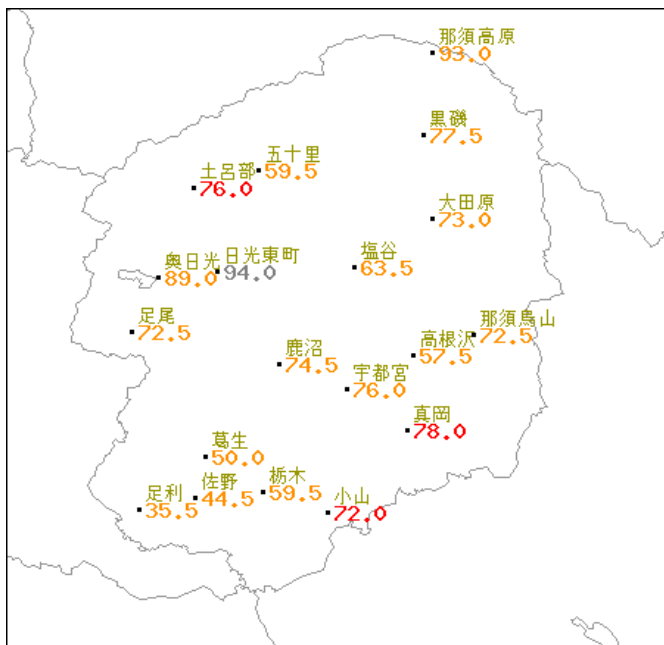 那須高原
93.0
黒磯
77.5
五十里
59.5
土呂部
76.0
大田原
73.0
塩谷
63.5
日光東町
94.0
奥日光
89.0
足尾
72.5
那須烏山
72.5
高根沢
57.5
鹿沼
74.5
宇都宮
76.0
真岡
78.0
葛生
50.0
栃木
59.5
佐野
44.5
足利
35.5
小山
72.0